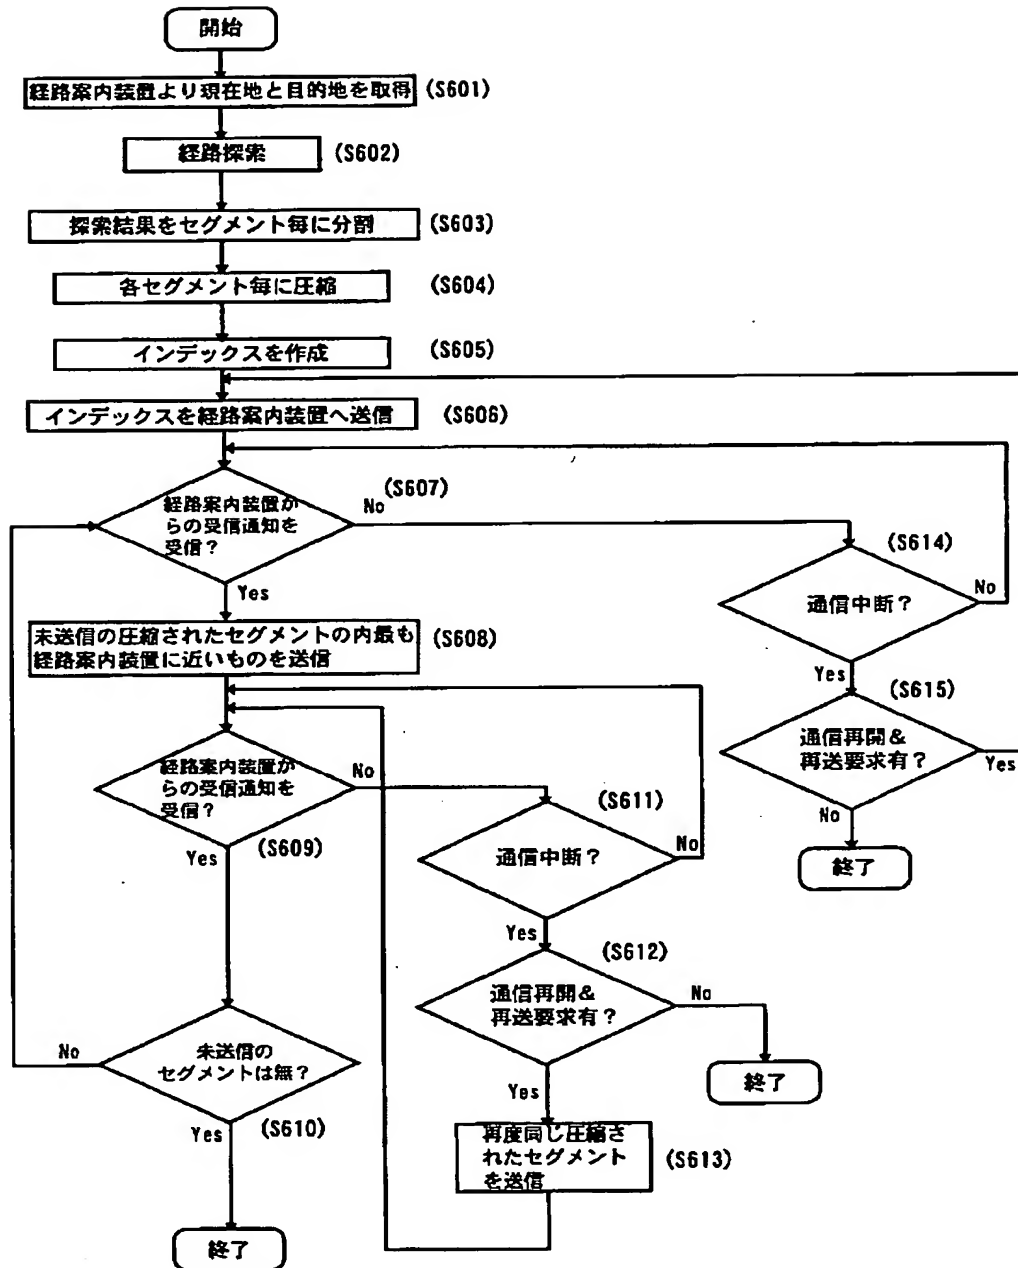 開始
経路案内装置より現在地と目的地を取得 (S601)
経路探索 (S602)
探索結果をセグメント毎に分割 (S603)
各セグメント毎に圧縮 (S604)
インデックスを作成 (S605)
インデックスを経路案内装置へ送信 (S606)
経路案内装置か
らの受信通知を
受信?
(S607)
No
Yes
(S614)
通信中断?
No
Yes
未送信の圧縮されたセグメントの内最も
経路案内装置に近いものを送信
(S608)
(S615)
通信再開&
再送要求有?
Yes
No
終了
経路案内装置か
らの受信通知を
受信?
No
Yes
(S609)
(S611)
通信中断?
No
Yes
(S612)
通信再開&
再送要求有?
No
終了
Yes
未送信の
セグメントは無?
No
Yes
(S610)
再度同じ圧縮さ
れたセグメント
を送信
(S613)
終了